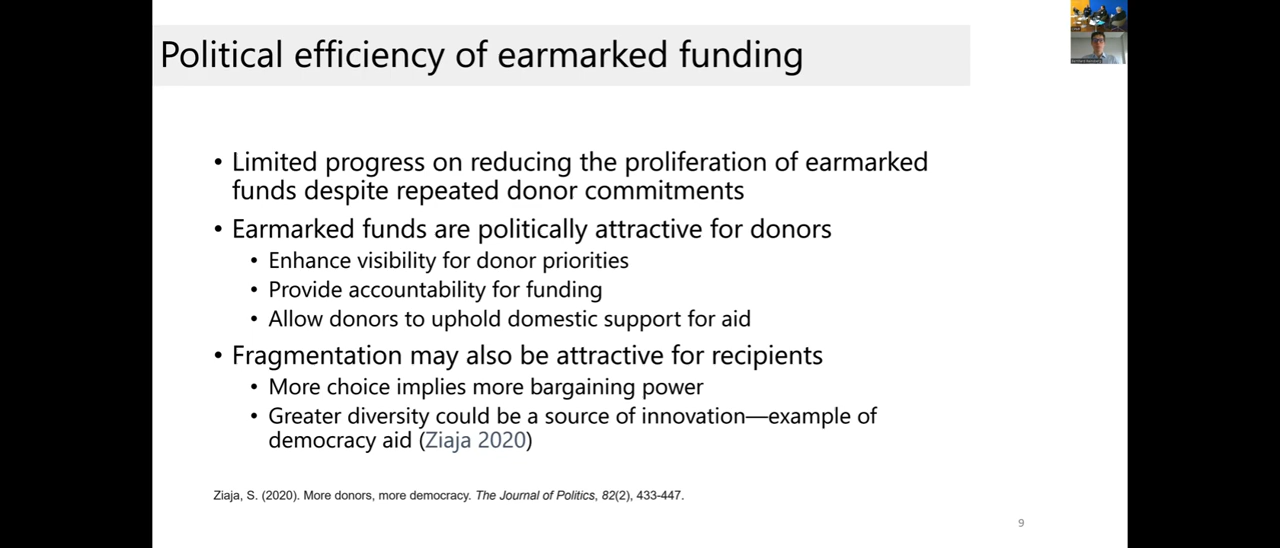 Political efficiency of earmarked funding
• Limited progress on reducing the proliferation of earmarked
funds despite repeated donor commitments
• Earmarked funds are politically attractive for donors
• Enhance visibility for donor priorities
• Provide accountability for funding
• Allow donors to uphold domestic support for aid
• Fragmentation may also be attractive for recipients
• More choice implies more bargaining power
• Greater diversity could be a source of innovation—example of
democracy aid (Ziaja 2020)
Ziaja, S. (2020). More donors, more democracy. The Journal of Politics, 82(2), 433-447.
9